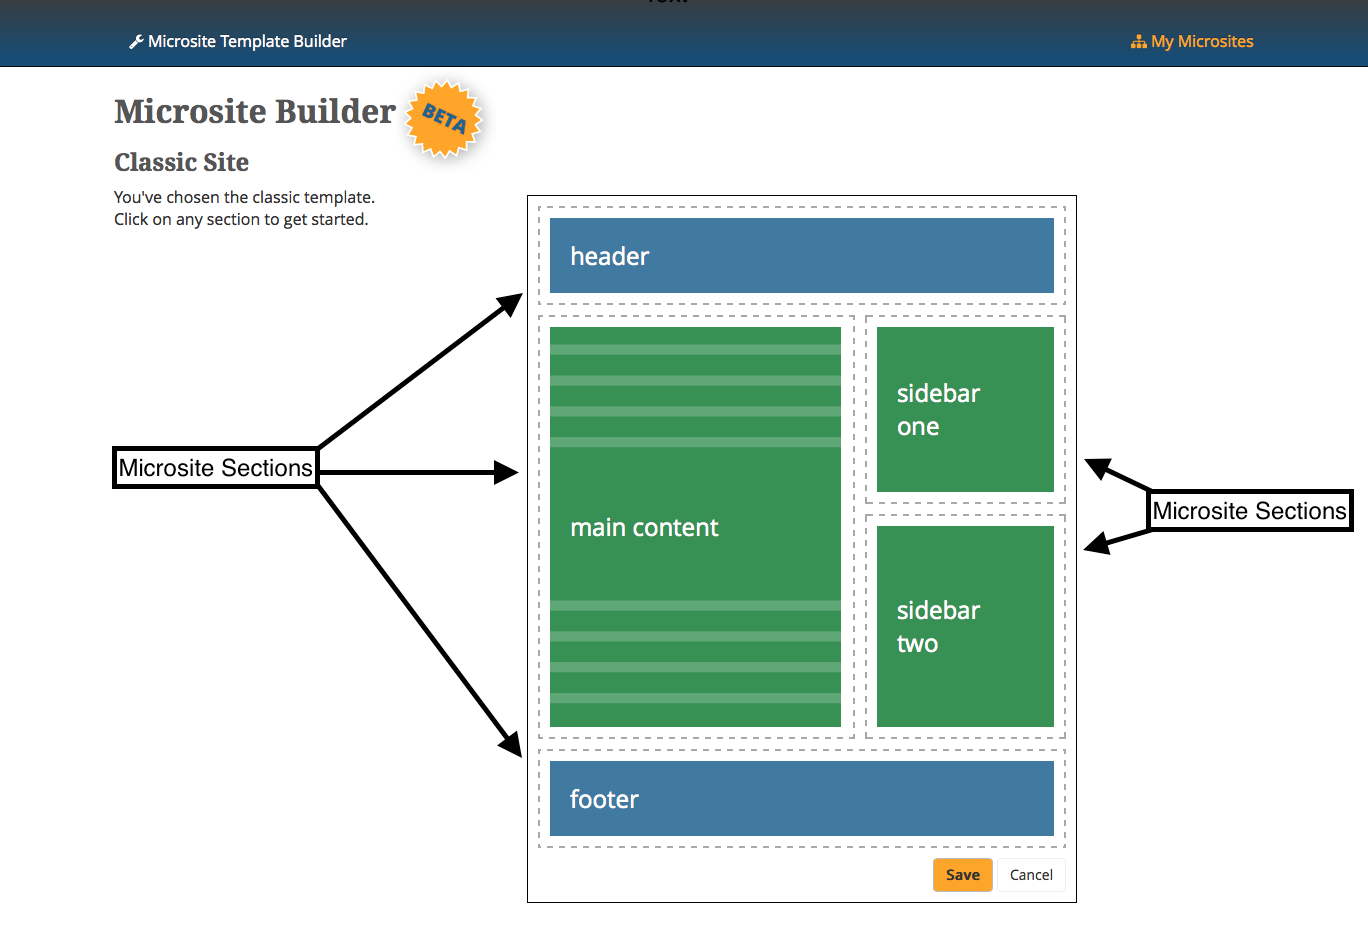 Microsite Template Builder
My Microsites
Microsite Builder
BETA
Classic Site
You've chosen the classic template.
Click on any section to get started.
header
Microsite Sections
main content
sidebar
one
Microsite Sections
sidebar
two
footer
Save
Cancel